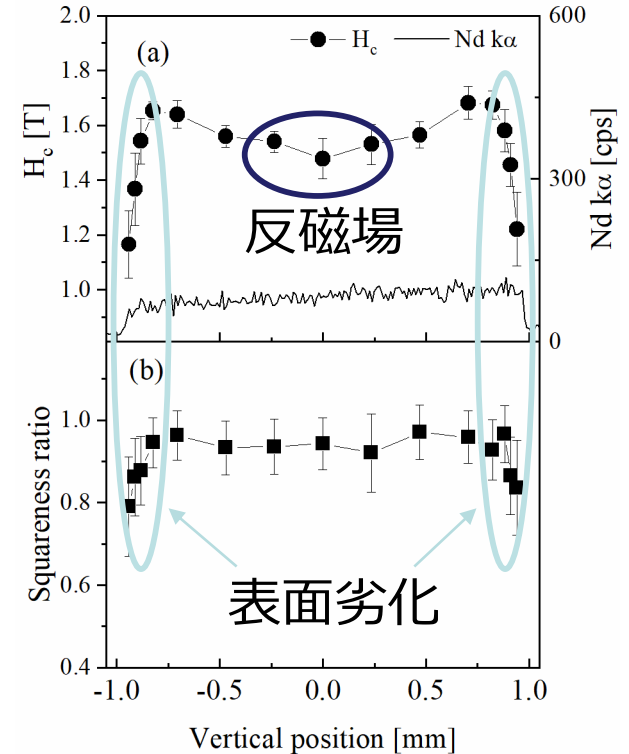 2.0
1.8
1.6
1.4
1.2
1.0
H_c [T]
(a)
H_c
Nd kα
600
300
0
Nd kα [cps]
反磁場
(b)
1.0
0.8
0.6
0.4
Squareness ratio
表面劣化
-1.0 -0.5 0.0 0.5 1.0
Vertical position [mm]